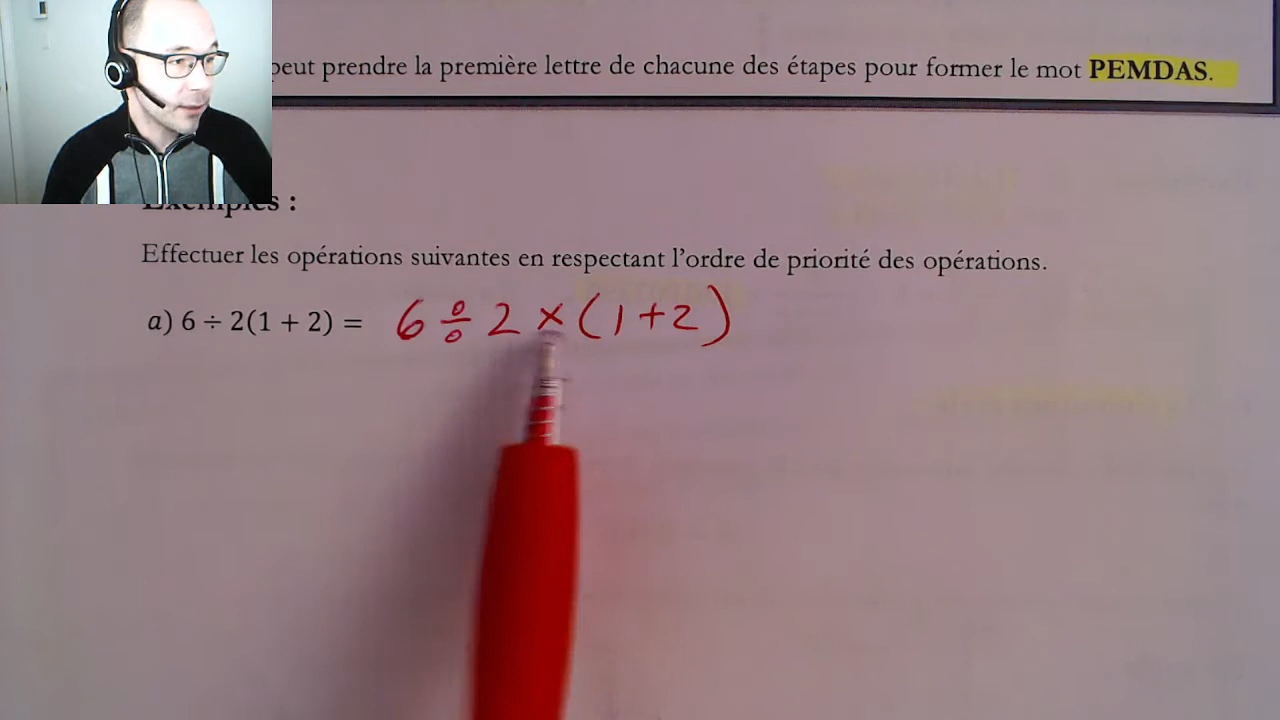 peut prendre la première lettre de chacune des étapes pour former le mot PEMDAS.
Exemples :
Effectuer les opérations suivantes en respectant l'ordre de priorité des opérations.
a) 6 ÷ 2(1 + 2) = 6 ÷ 2 × (1 + 2)